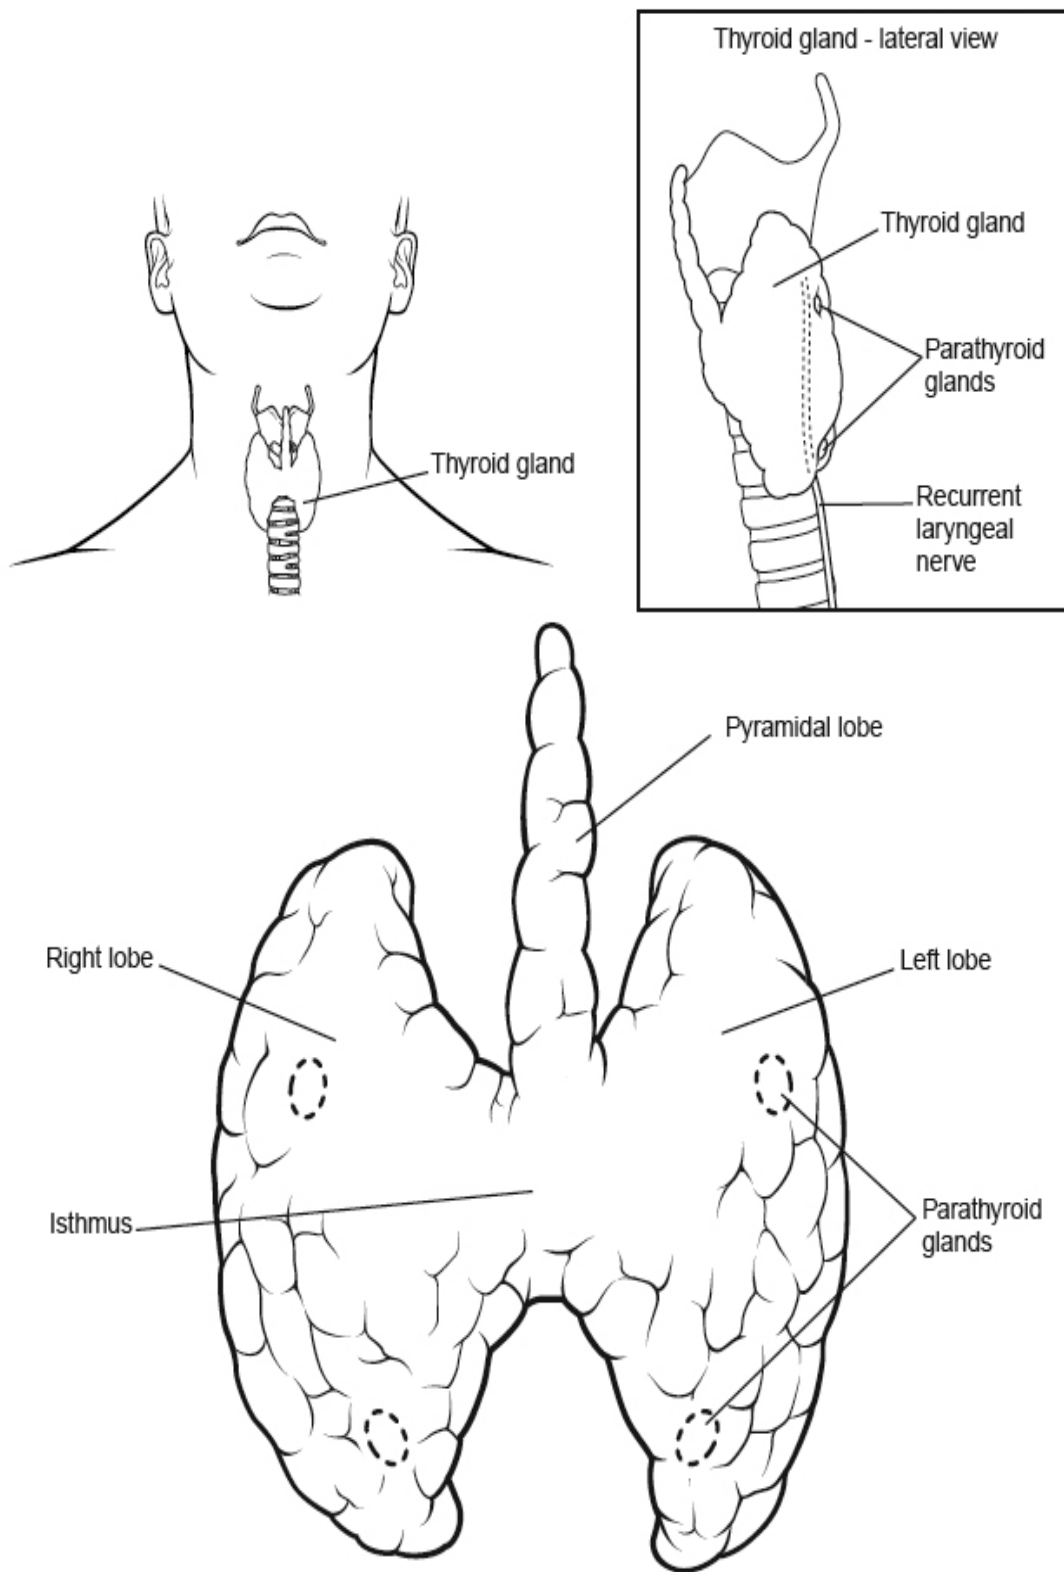 Thyroid gland - lateral view
Thyroid gland
Parathyroid
glands
Recurrent
laryngeal
nerve
Thyroid gland
Pyramidal lobe
Right lobe
Left lobe
Isthmus
Parathyroid
glands